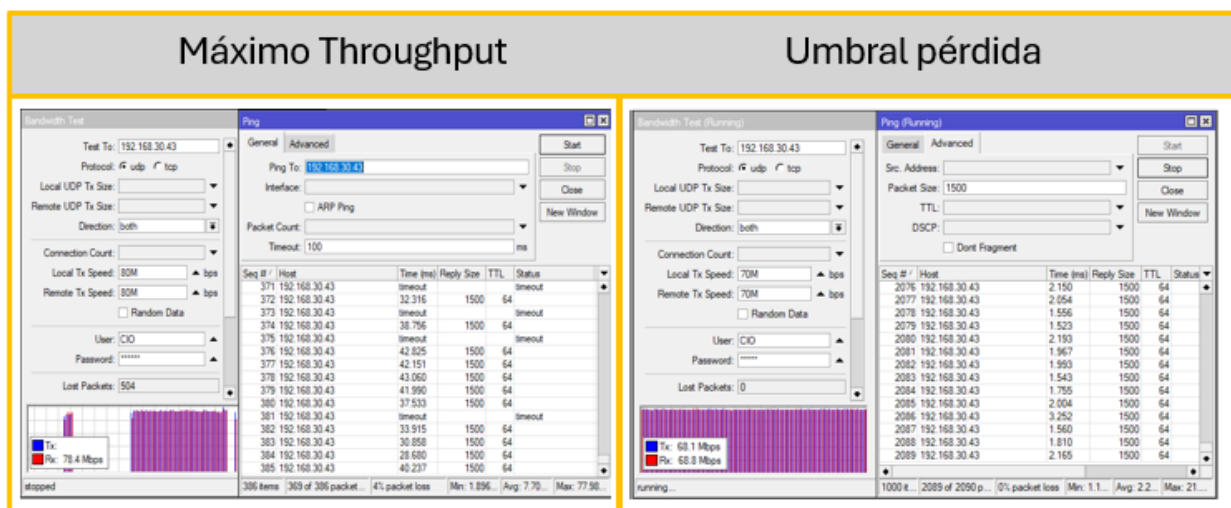 Máximo Throughput
Umbral pérdida
Bandwidth Test
Test To: 192.168.30.43
Protocol: udp tcp
Local UDP Tx Size:
Remote UDP Tx Size:
Direction: both
Connection Count:
Local Tx Speed: 80M bps
Remote Tx Speed: 80M bps
Random Data
User: CIO
Password: ******
Lost Packets: 504
Tx:
Rx: 78.4 Mbps
stopped
Ping
General Advanced
Ping To: 192.168.30.43
Interface:
ARP Ping
Packet Count:
Timeout: 100 ms
Start
Stop
Close
New Window
Seq # Host Time (ms) Reply Size TTL Status
371 192.168.30.43 timeout timeout
372 192.168.30.43 32.316 1500 64
373 192.168.30.43 timeout timeout
374 192.168.30.43 38.756 1500 64
375 192.168.30.43 timeout timeout
376 192.168.30.43 42.825 1500 64
377 192.168.30.43 42.151 1500 64
378 192.168.30.43 43.060 1500 64
379 192.168.30.43 41.990 1500 64
380 192.168.30.43 37.533 1500 64
381 192.168.30.43 timeout timeout
382 192.168.30.43 33.915 1500 64
383 192.168.30.43 30.858 1500 64
384 192.168.30.43 28.680 1500 64
385 192.168.30.43 40.237 1500 64
386 items 369 of 386 packet... 4% packet loss Min: 1.896... Avg: 7.70... Max: 77.98...
Bandwidth Test (Running)
Test To: 192.168.30.43
Protocol: udp tcp
Local UDP Tx Size:
Remote UDP Tx Size:
Direction: both
Connection Count:
Local Tx Speed: 70M bps
Remote Tx Speed: 70M bps
Random Data
User: CIO
Password: *****
Lost Packets: 0
Tx: 68.1 Mbps
Rx: 68.8 Mbps
running...
Ping (Running)
General Advanced
Src. Address:
Packet Size: 1500
TTL:
DSCP:
Dont Fragment
Start
Stop
Close
New Window
Seq # Host Time (ms) Reply Size TTL Status
2076 192.168.30.43 2.150 1500 64
2077 192.168.30.43 2.054 1500 64
2078 192.168.30.43 1.556 1500 64
2079 192.168.30.43 1.523 1500 64
2080 192.168.30.43 2.193 1500 64
2081 192.168.30.43 1.967 1500 64
2082 192.168.30.43 1.993 1500 64
2083 192.168.30.43 1.543 1500 64
2084 192.168.30.43 1.755 1500 64
2085 192.168.30.43 2.004 1500 64
2086 192.168.30.43 3.252 1500 64
2087 192.168.30.43 1.560 1500 64
2088 192.168.30.43 1.810 1500 64
2089 192.168.30.43 2.165 1500 64
1000 it... 2089 of 2090 p... 0% packet loss Min: 1.1... Avg: 2.2... Max: 21....